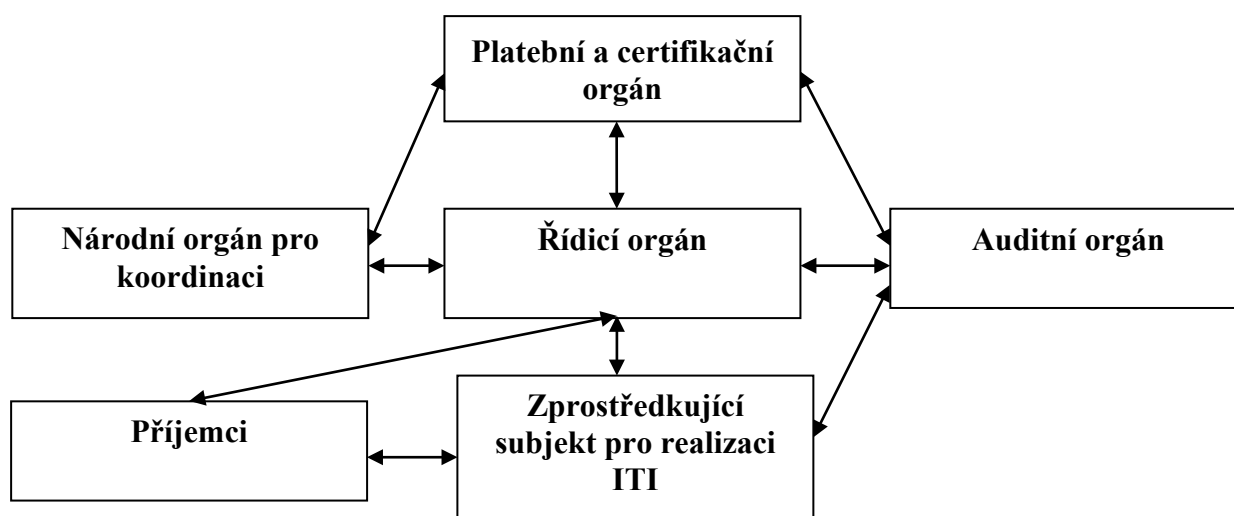 Platební a certifikační
orgán
Národní orgán pro
koordinaci
Řídicí orgán
Auditní orgán
Příjemci
Zprostředkující
subjekt pro realizaci
ITI